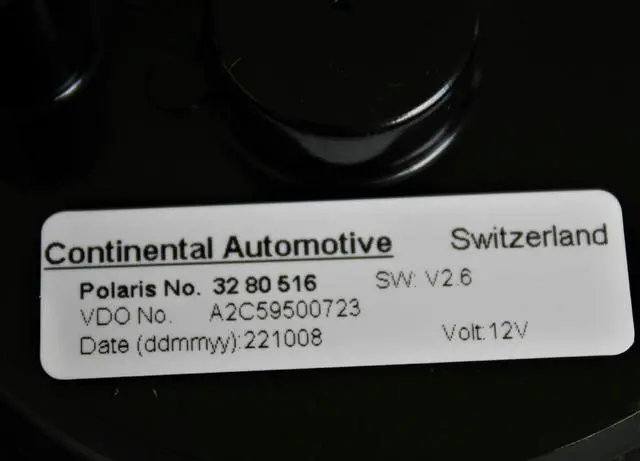 Continental Automotive Switzerland
Polaris No. 32 80 516 SW: V2.6
VDO No. A2C59500723
Date (ddmmyy):221008 Volt:12V